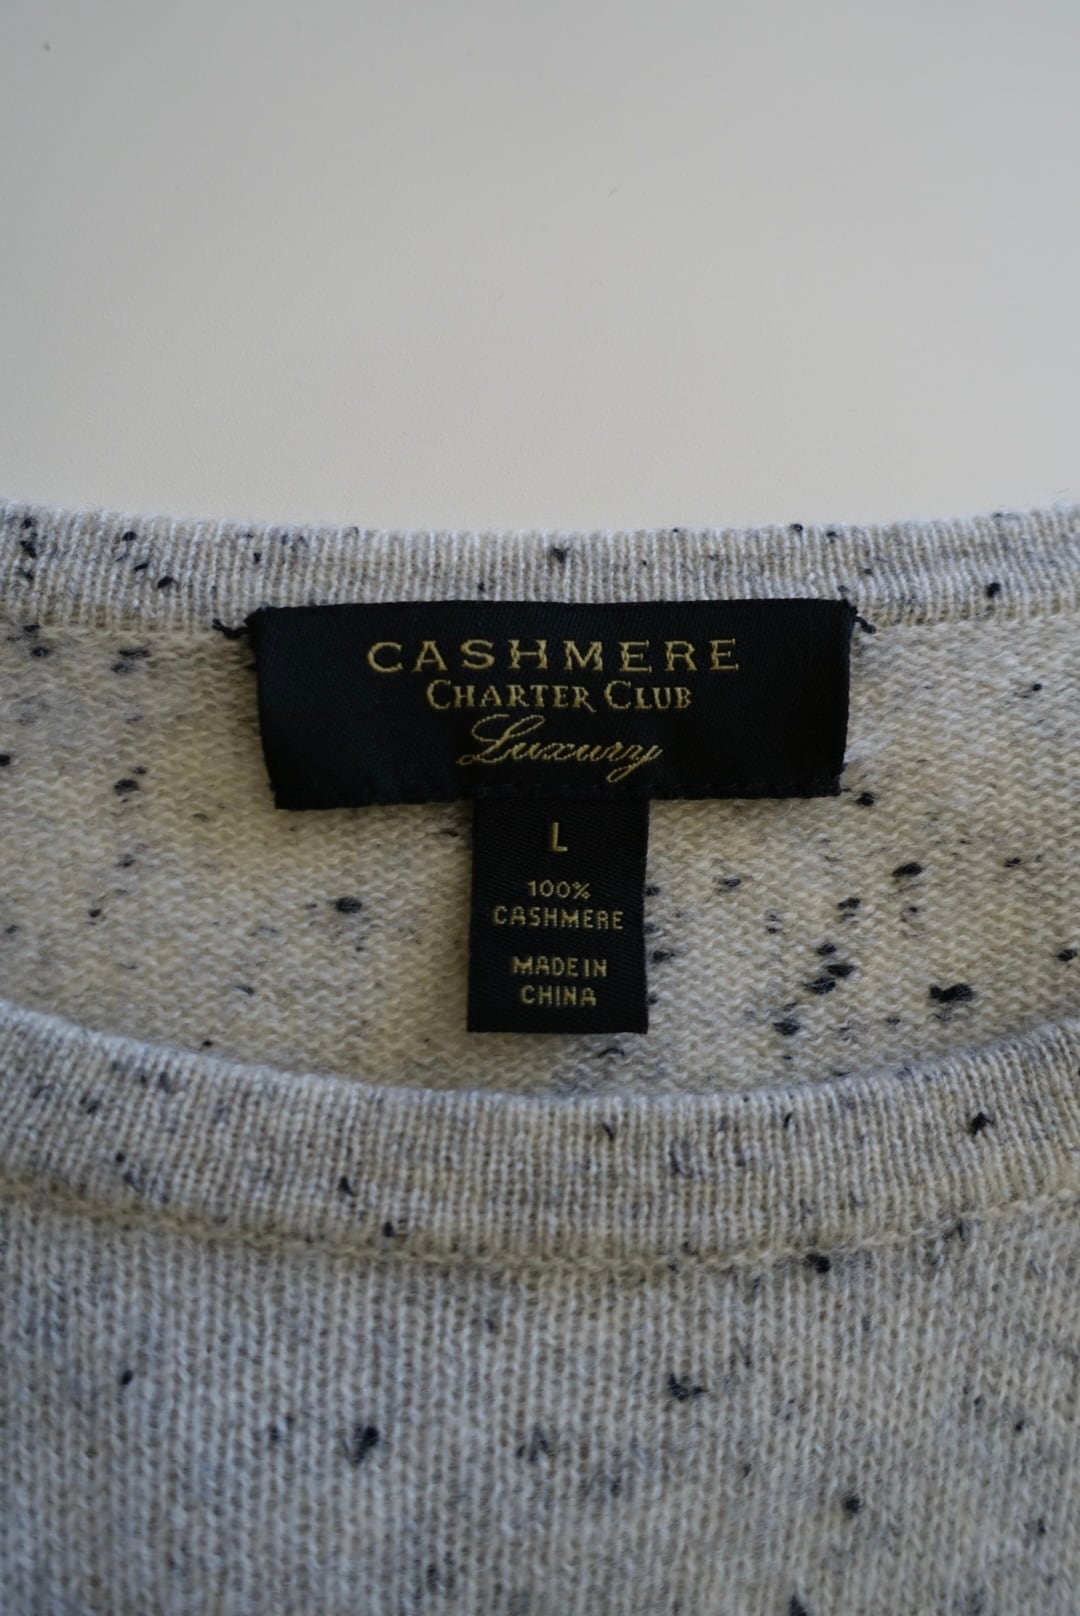 CASHMERE
CHARTER CLUB
Luxury
L
100%
CASHMERE
MADE IN
CHINA